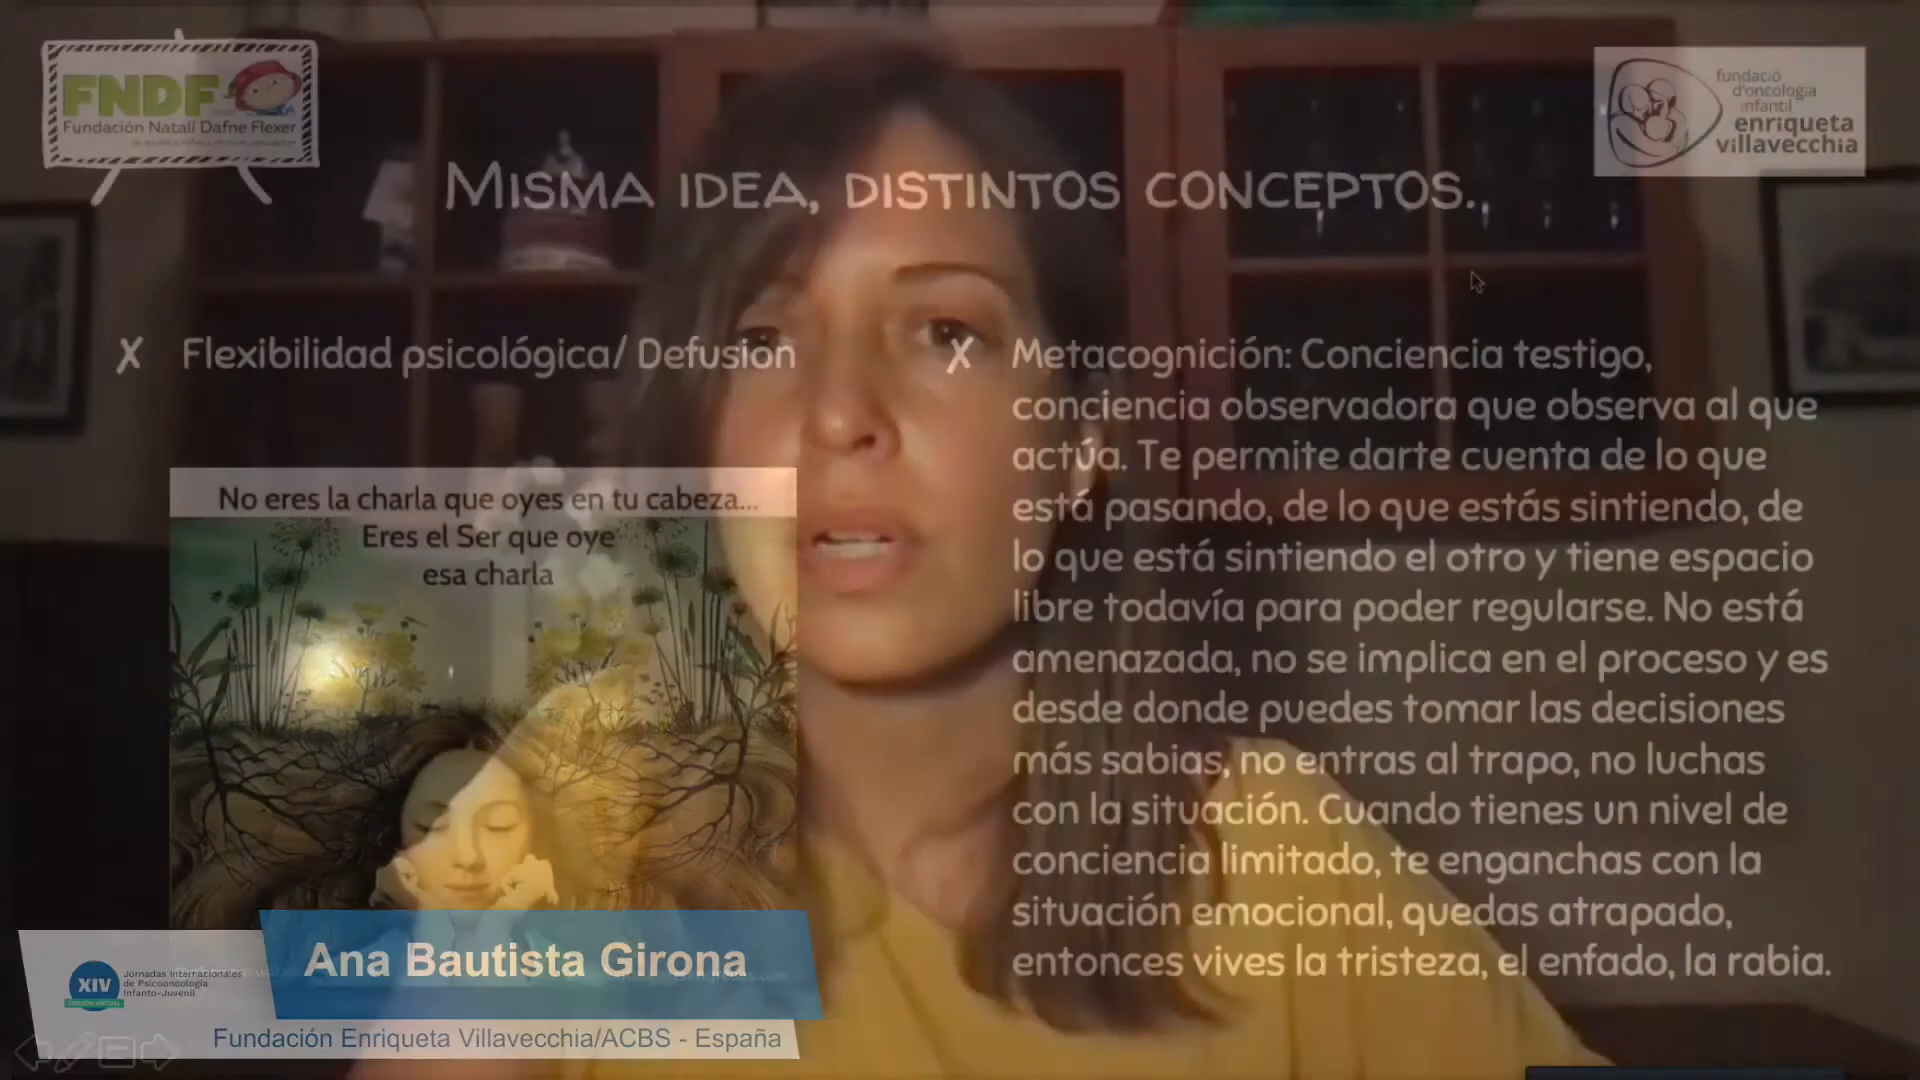 FNDF
Fundación Natalí Dafne Flexer
fundació
d'oncologia
infantil
enriqueta
villavecchia
Misma idea, distintos conceptos.
✗ Flexibilidad psicológica/ Defusión
No eres la charla que oyes en tu cabeza...
Eres el Ser que oye
esa charla
✗ Metacognición: Conciencia testigo,
conciencia observadora que observa al que
actúa. Te permite darte cuenta de lo que
está pasando, de lo que estás sintiendo, de
lo que está sintiendo el otro y tiene espacio
libre todavía para poder regularse. No está
amenazada, no se implica en el proceso y es
desde donde puedes tomar las decisiones
más sabias, no entras al trapo, no luchas
con la situación. Cuando tienes un nivel de
conciencia limitado, te enganchas con la
situación emocional, quedas atrapado,
entonces vives la tristeza, el enfado, la rabia.
XIV
EDICIÓN VIRTUAL
Jornadas Internacionales
de Psicooncología
Infanto-Juvenil
Ana Bautista Girona
Fundación Enriqueta Villavecchia/ACBS - España